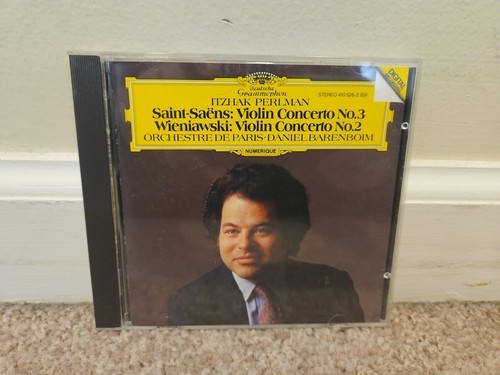 Deutsche
Grammophon
DIGITAL
STEREO 410 526-2 GH
ITZHAK PERLMAN
Saint-Saëns: Violin Concerto No.3
Wieniawski: Violin Concerto No.2
ORCHESTRE DE PARIS·DANIEL BARENBOIM
NUMERIQUE